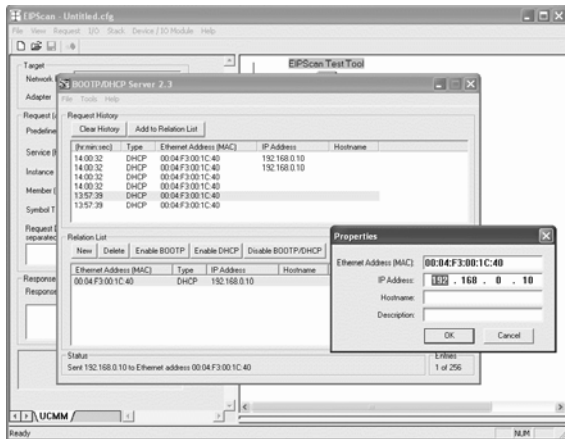 EIPScan - Untitled.cfg
File View Request I/O Stack Device / IO Module Help
Target
EIPScan Test Tool
Network
Adapter
Request (
Predefine
Service (
Instance
Member (
Symbol T
Request D
separated
Response
Response
BOOTP/DHCP Server 2.3
File Tools Help
Request History
Clear History Add to Relation List
(hr:min:sec) Type Ethernet Address (MAC) IP Address Hostname
14:00:32 DHCP 00:04:F3:00:1C:40 192.168.0.10
14:00:32 DHCP 00:04:F3:00:1C:40 192.168.0.10
14:00:32 DHCP 00:04:F3:00:1C:40
14:00:32 DHCP 00:04:F3:00:1C:40
13:57:39 DHCP 00:04:F3:00:1C:40
13:57:39 DHCP 00:04:F3:00:1C:40
Relation List
New Delete Enable BOOTP Enable DHCP Disable BOOTP/DHCP
Ethernet Address (MAC) Type IP Address Hostname
00:04:F3:00:1C:40 DHCP 192.168.0.10
Status
Sent 192.168.0.10 to Ethernet address 00:04:F3:00:1C:40
Entries
1 of 256
Properties
Ethernet Address (MAC): 00:04:F3:00:1C:40
IP Address: 192 . 168 . 0 . 10
Hostname:
Description:
OK Cancel
UCMM
Ready
NUM